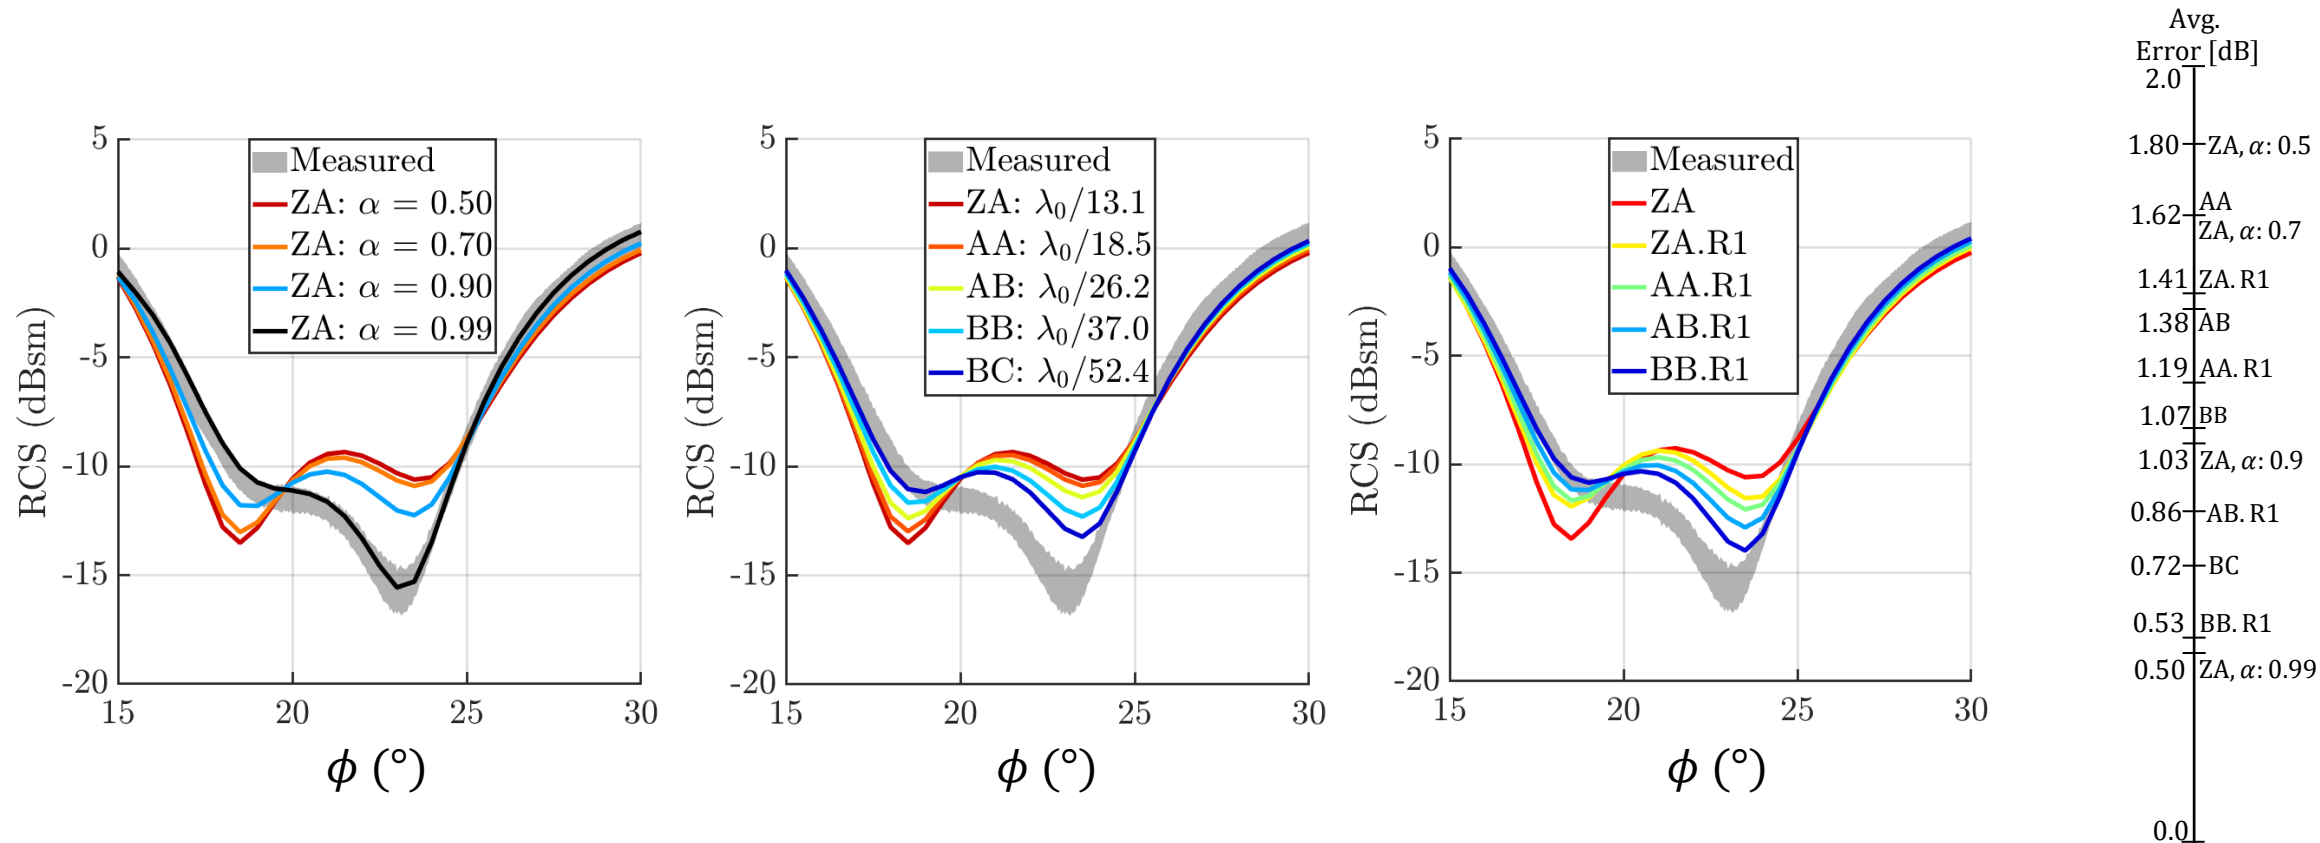 5
0
-5
-10
-15
-20
15
20
25
30
RCS (dBsm)
ϕ (°)
Measured
ZA: α = 0.50
ZA: α = 0.70
ZA: α = 0.90
ZA: α = 0.99
5
0
-5
-10
-15
-20
15
20
25
30
RCS (dBsm)
ϕ (°)
Measured
ZA: λ₀/13.1
AA: λ₀/18.5
AB: λ₀/26.2
BB: λ₀/37.0
BC: λ₀/52.4
5
0
-5
-10
-15
-20
15
20
25
30
RCS (dBsm)
ϕ (°)
Measured
ZA
ZA.R1
AA.R1
AB.R1
BB.R1
Avg.
Error [dB]
2.0
1.80 ZA, α: 0.5
AA
1.62
ZA, α: 0.7
1.41 ZA. R1
1.38 AB
1.19 AA. R1
1.07 BB
1.03 ZA, α: 0.9
0.86 AB. R1
0.72 BC
0.53 BB. R1
0.50 ZA, α: 0.99
0.0